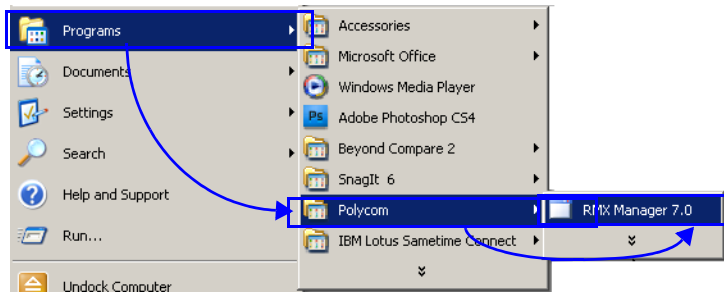 Programs
Documents
Settings
Search
Help and Support
Run...
Undock Computer
Accessories
Microsoft Office
Windows Media Player
Ps
Adobe Photoshop CS4
Beyond Compare 2
SnagIt 6
Polycom
IBM Lotus Sametime Connect
RMX Manager 7.0